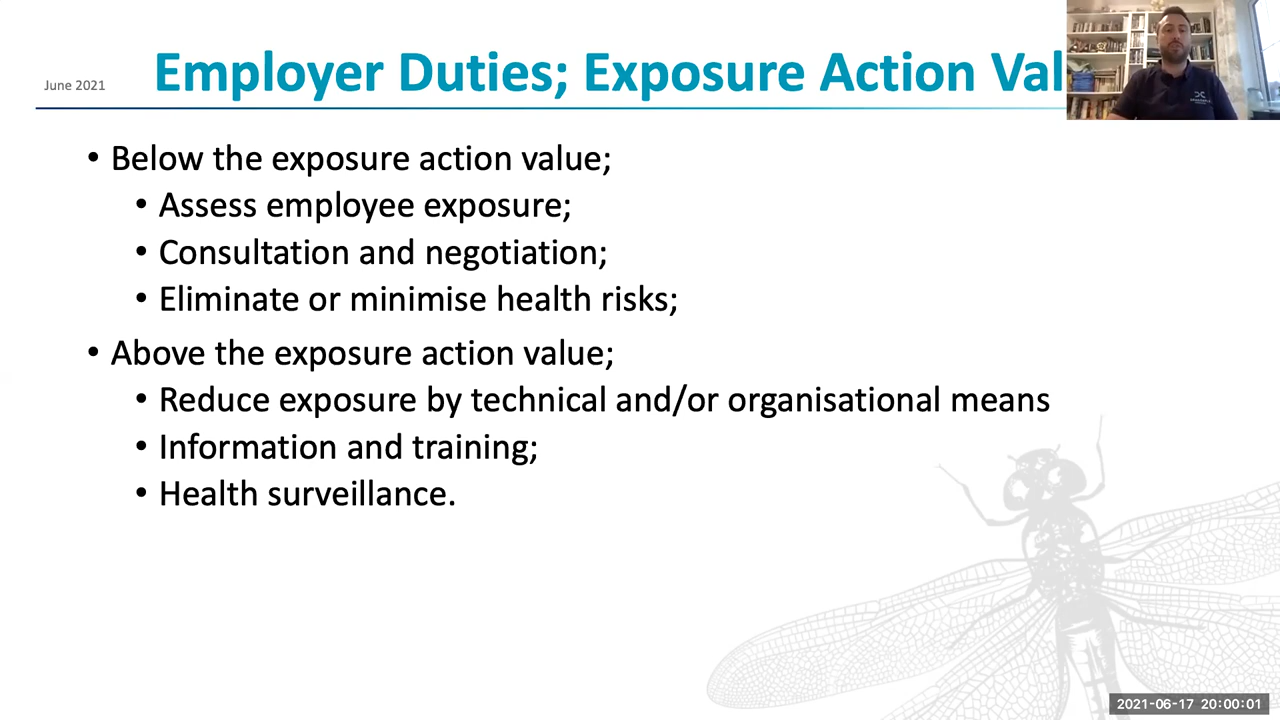 June 2021
Employer Duties; Exposure Action Val
• Below the exposure action value;
• Assess employee exposure;
• Consultation and negotiation;
• Eliminate or minimise health risks;
• Above the exposure action value;
• Reduce exposure by technical and/or organisational means
• Information and training;
• Health surveillance.
2021-06-17 20:00:01